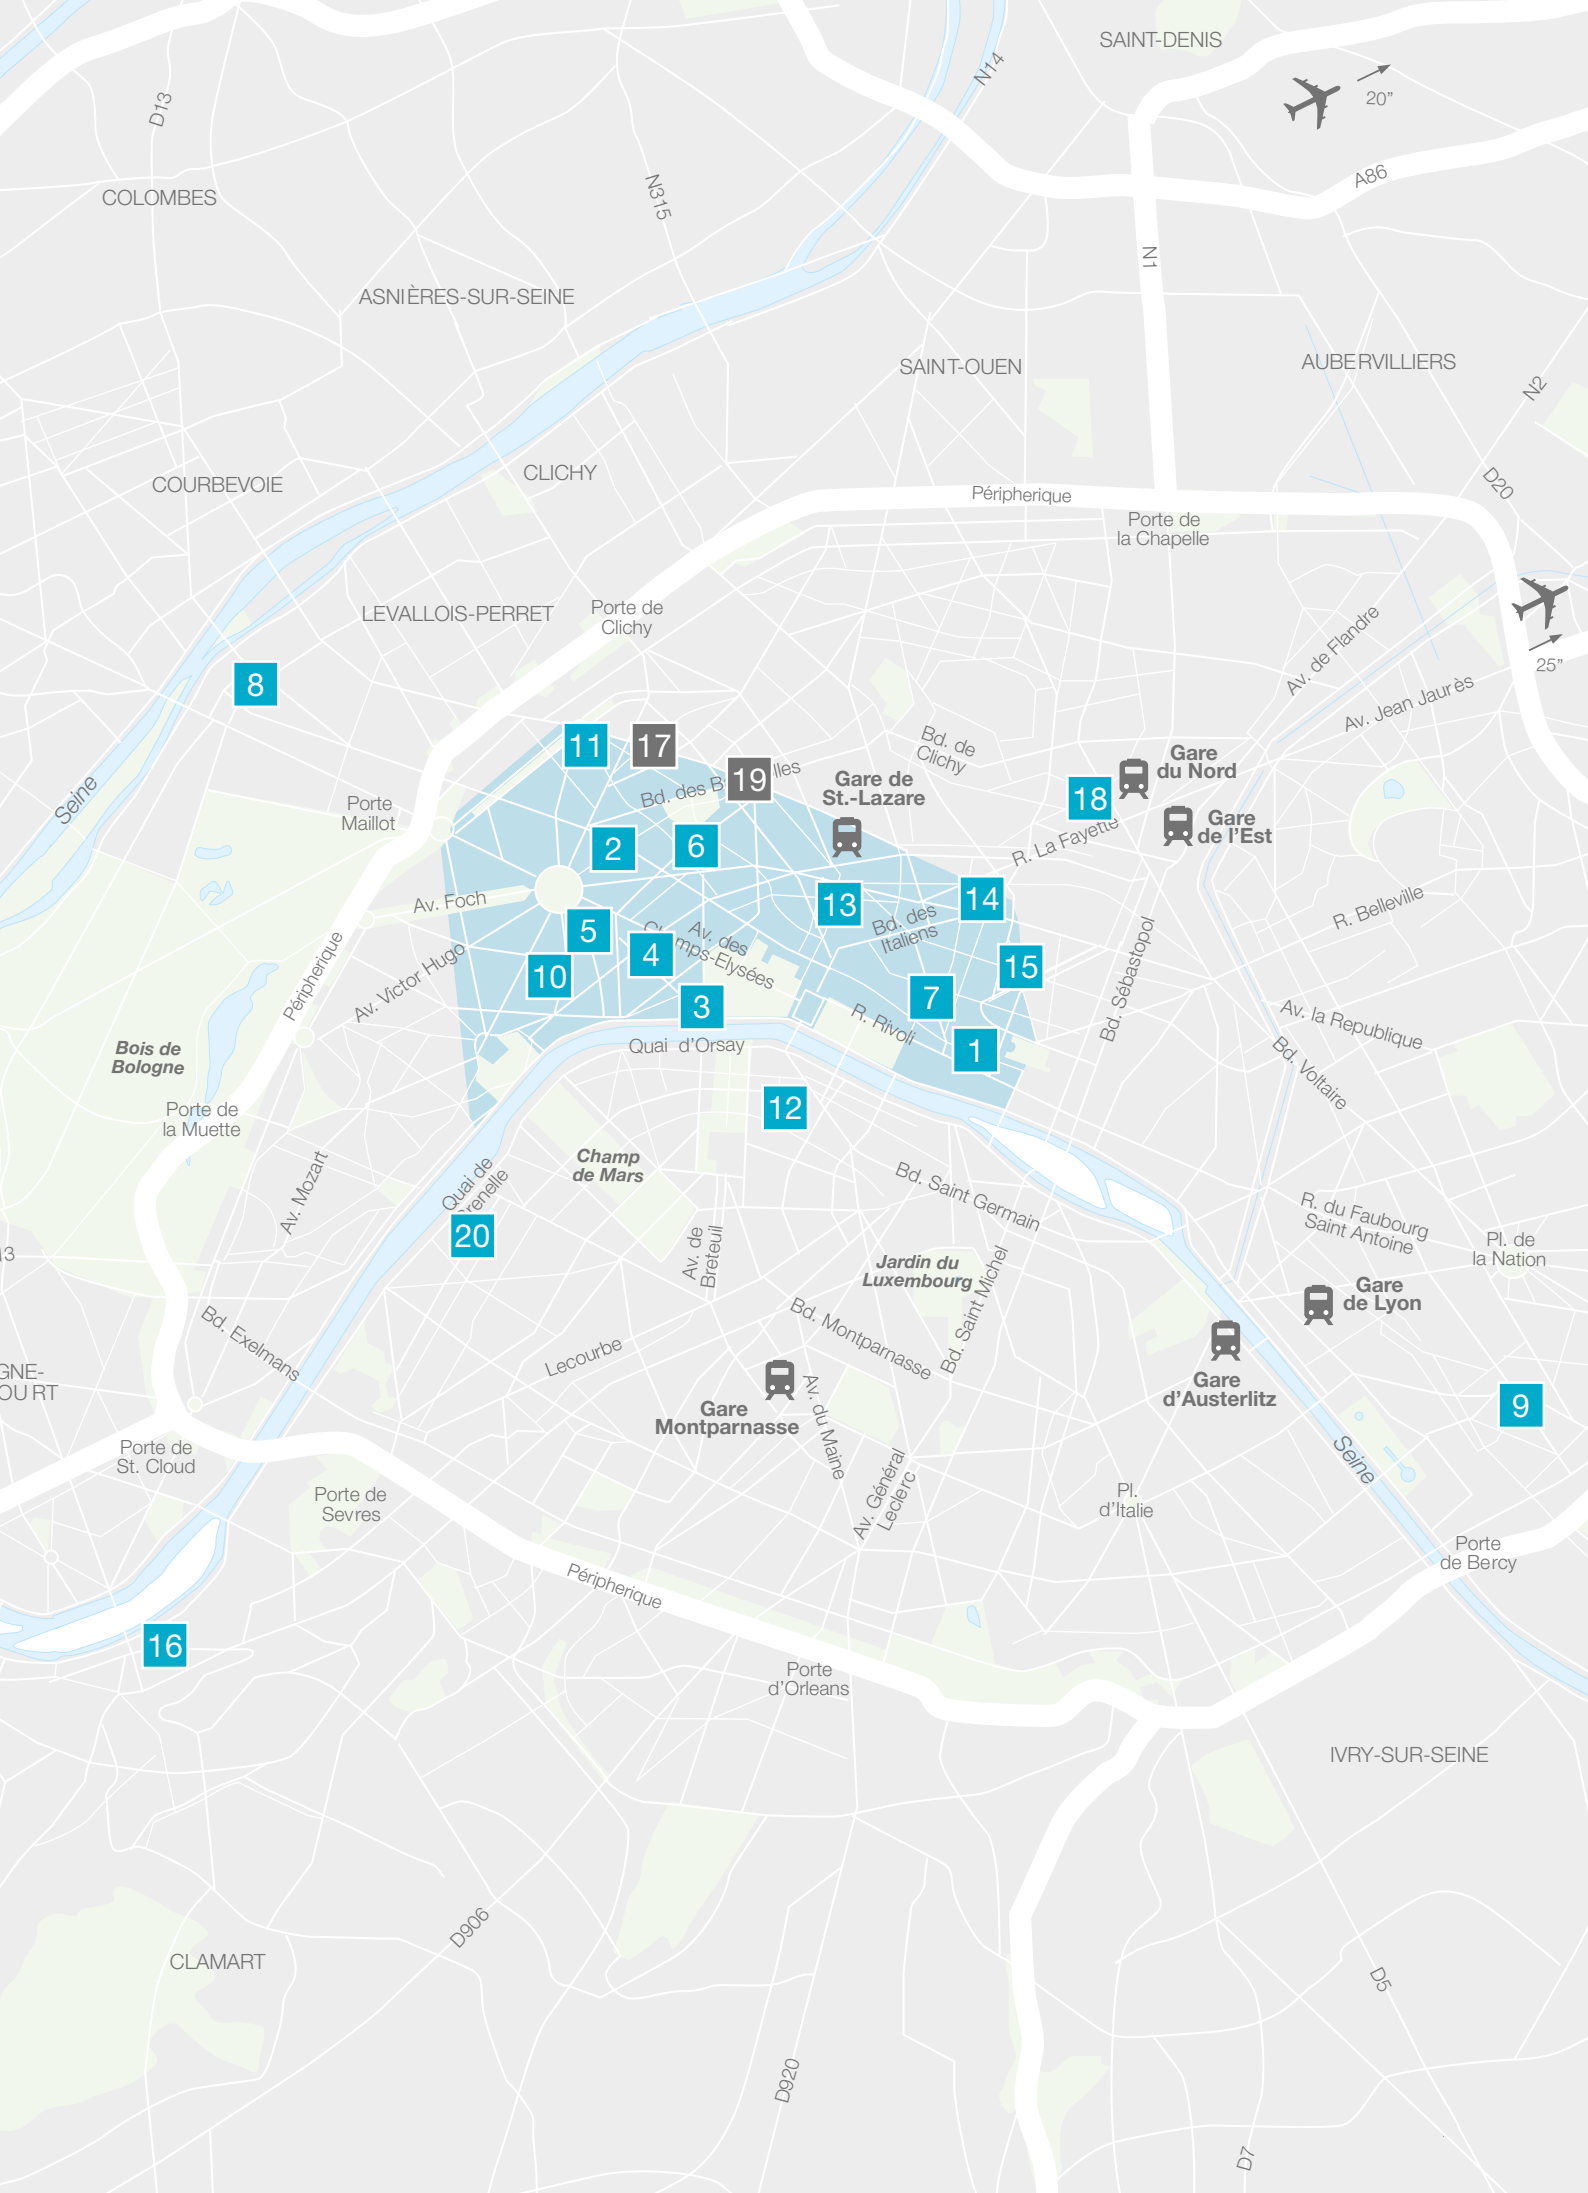 SAINT-DENIS
N14
20”
D13
A86
COLOMBES
N315
N1
ASNIÈRES-SUR-SEINE
SAINT-OUEN
AUBERVILLIERS
N2
CLICHY
COURBEVOIE
D20
Péripherique
Porte de
la Chapelle
LEVALLOIS-PERRET
Porte de
Clichy
Av. de Flandre
25”
8
Av. Jean Jaurès
11
17
Bd. de
Clichy
Gare
du Nord
19
Bd. des
Gare de
St.-Lazare
18
Seine
Porte
Maillot
Gare
de l’Est
R. La Fayette
2
6
Av. Foch
13
14
R. Belleville
Bd. des
Italiens
5
4
Av. des
Champs-Elysées
10
15
Av. Victor Hugo
Péripherique
Bd. Sébastopol
7
3
R. Rivoli
Av. la Republique
Quai d’Orsay
1
Bois de
Bologne
Bd. Voltaire
12
Porte de
la Muette
Champ
de Mars
Av. Mozart
Quai de
Grenelle
Bd. Saint Germain
R. du Faubourg
Saint Antoine
20
Pl. de
la Nation
13
Av. de
Breteuil
Jardin du
Luxembourg
Bd. Saint Michel
Gare
de Lyon
Bd. Exelmans
Bd. Montparnasse
Lecourbe
GNE-
OURT
Gare
d’Austerlitz
Gare
Montparnasse
Av. du Maine
9
Porte de
St. Cloud
Seine
Porte de
Sevres
Av. Général
Leclerc
Pl.
d’Italie
Porte
de Bercy
Péripherique
16
Porte
d’Orleans
IVRY-SUR-SEINE
D906
CLAMART
D5
D920
D7